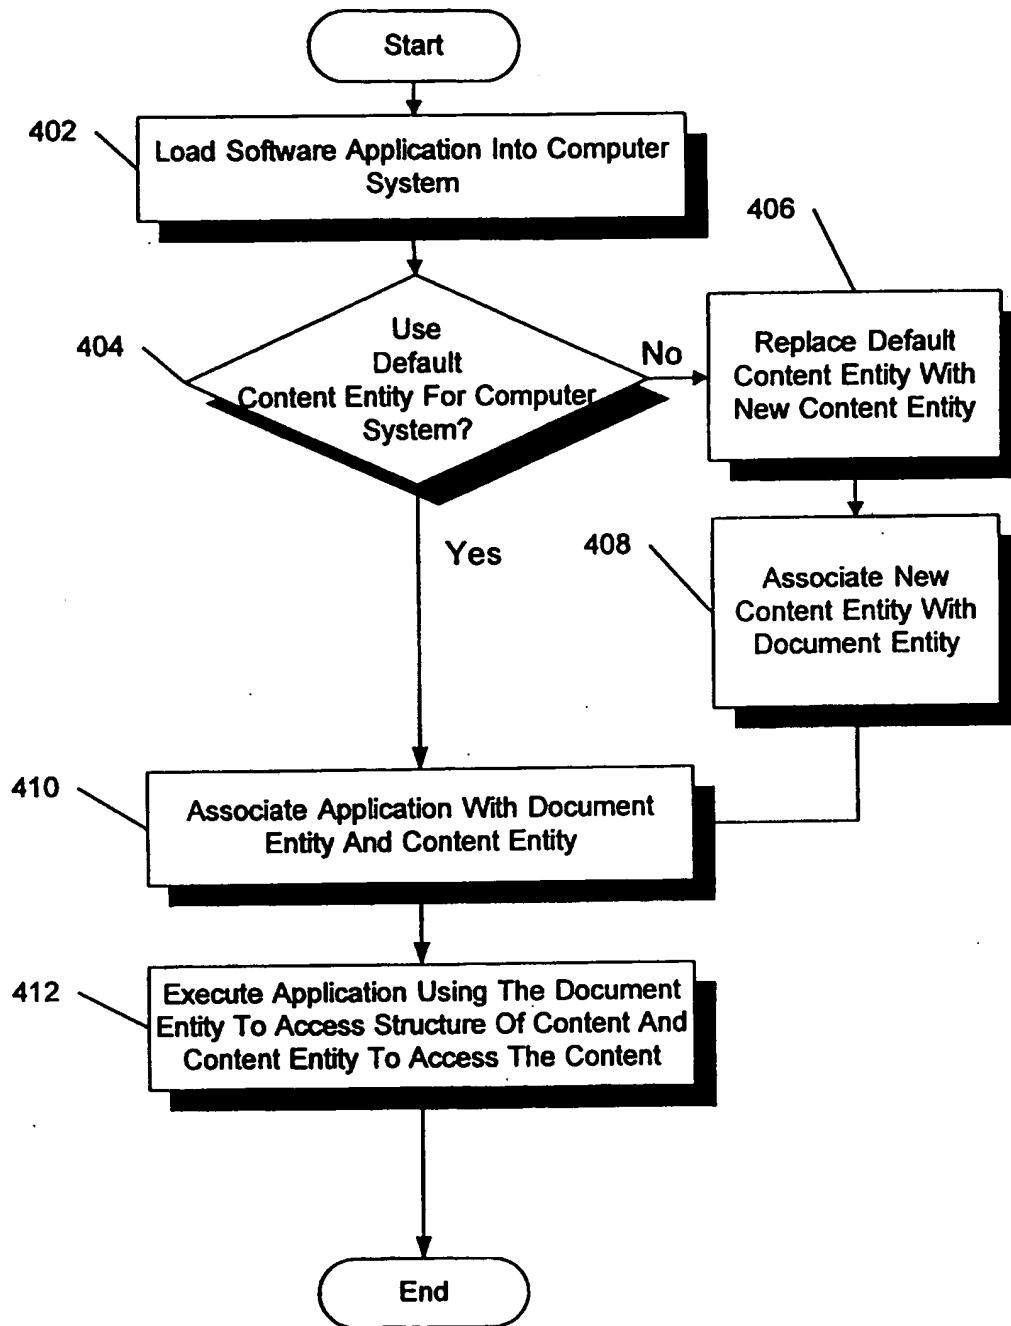 Start
402
Load Software Application Into Computer
System
404
Use
Default
Content Entity For Computer
System?
No
406
Replace Default
Content Entity With
New Content Entity
Yes
408
Associate New
Content Entity With
Document Entity
410
Associate Application With Document
Entity And Content Entity
412
Execute Application Using The Document
Entity To Access Structure Of Content And
Content Entity To Access The Content
End